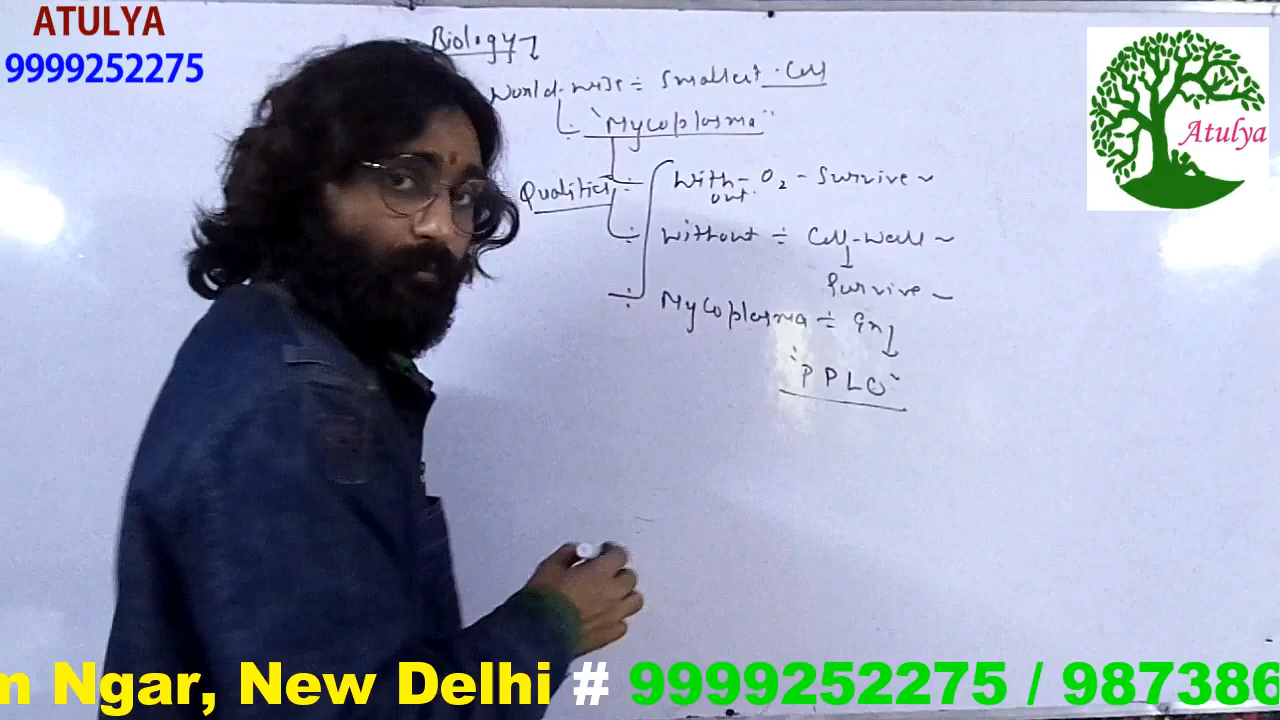 ATULYA
9999252275
Biology
World-wise ÷ Smallest Cell
"Mycoplasma"
Qualities
With-out O2 - Survive ~
Without ÷ Cell-Wall ~
Survive ~
Mycoplasma ÷ Ex
"PPLO"
Atulya
m Ngar, New Delhi # 9999252275 / 987386